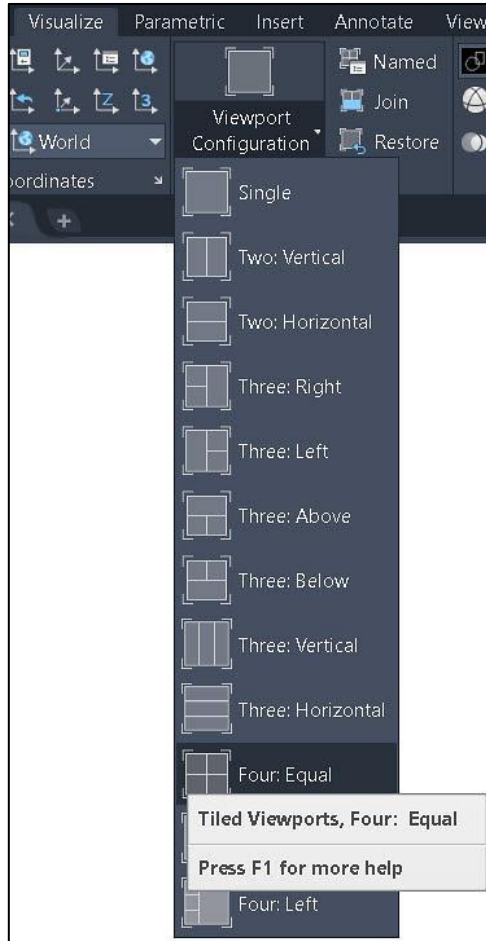 Visualize Parametric Insert Annotate View
Named
Join
Viewport
World Configuration Restore
oordinates
Single
Two: Vertical
Two: Horizontal
Three: Right
Three: Left
Three: Above
Three: Below
Three: Vertical
Three: Horizontal
Four: Equal
Tiled Viewports, Four: Equal
Press F1 for more help
Four: Left